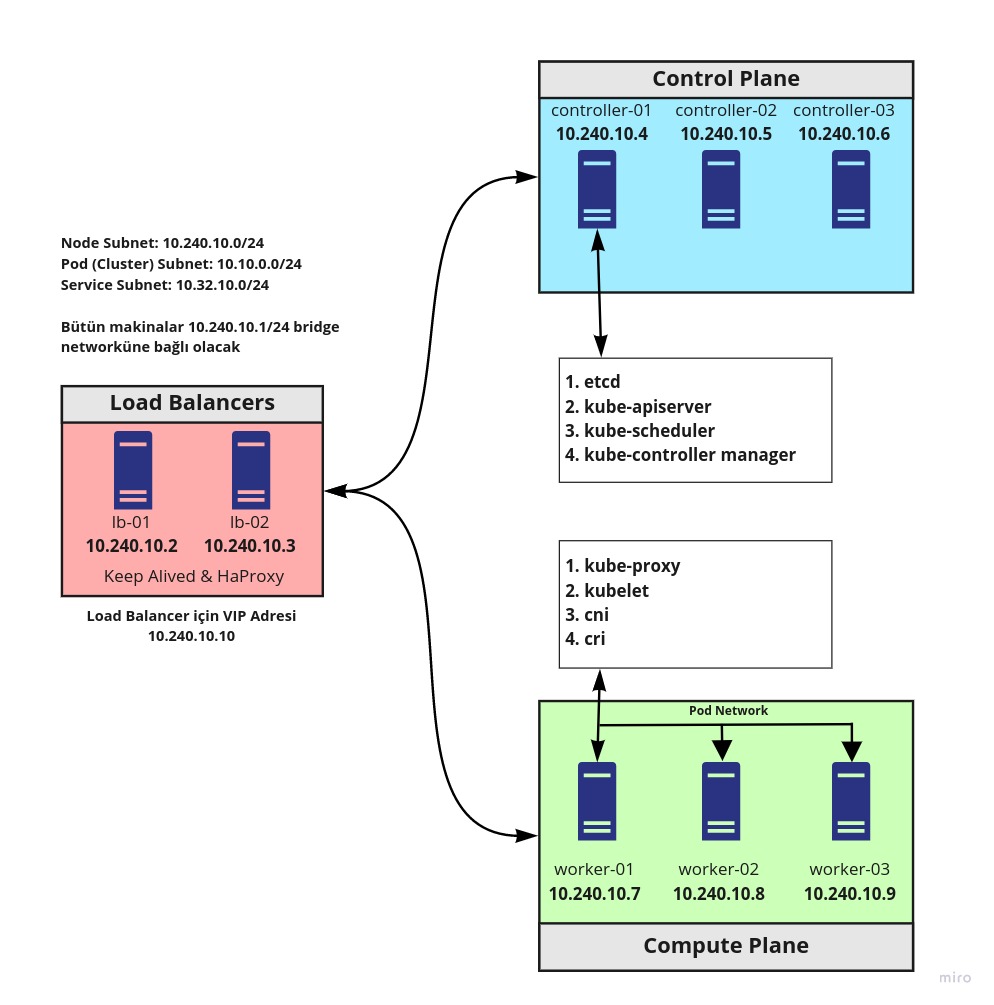 Control Plane
controller-01 controller-02 controller-03
10.240.10.4 10.240.10.5 10.240.10.6
Node Subnet: 10.240.10.0/24
Pod (Cluster) Subnet: 10.10.0.0/24
Service Subnet: 10.32.10.0/24
Bütün makinalar 10.240.10.1/24 bridge
networküne bağlı olacak
Load Balancers
lb-01 lb-02
10.240.10.2 10.240.10.3
Keep Alived & HaProxy
Load Balancer için VIP Adresi
10.240.10.10
1. etcd
2. kube-apiserver
3. kube-scheduler
4. kube-controller manager
1. kube-proxy
2. kubelet
3. cni
4. cri
Pod Network
worker-01 worker-02 worker-03
10.240.10.7 10.240.10.8 10.240.10.9
Compute Plane
miro